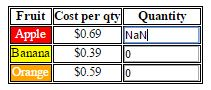 Fruit Cost per qty Quantity
Apple $0.69 NaN
Banana $0.39 0
Orange $0.59 0